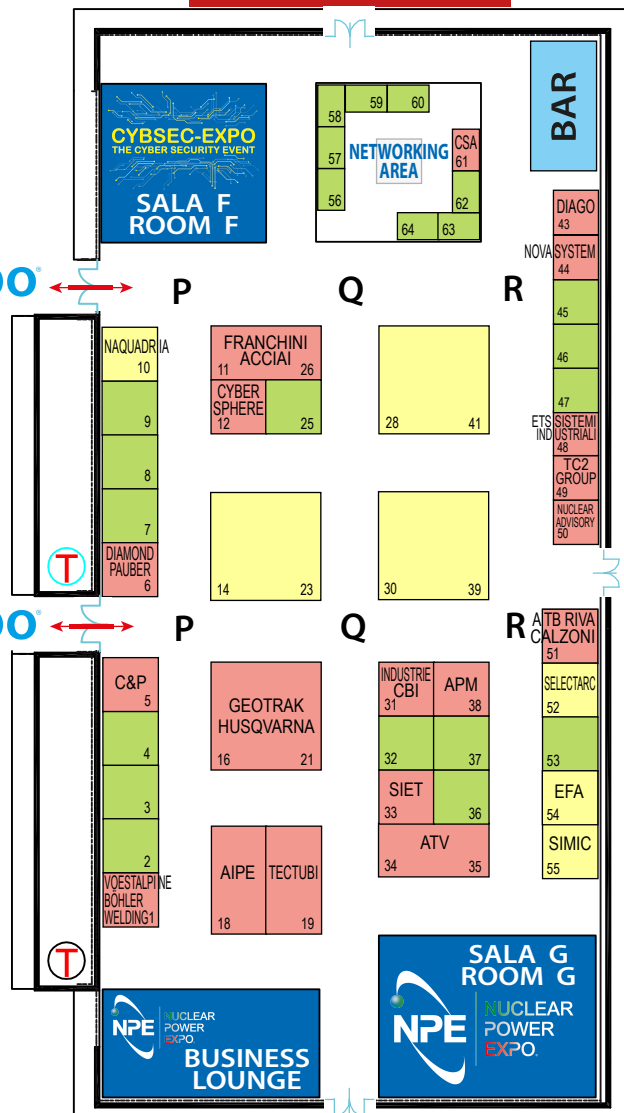 CYBSEC-EXPO
THE CYBER SECURITY EVENT
SALA F
ROOM F
58
59
60
57
56
NETWORKING
AREA
CSA
61
62
64
63
BAR
DIAGO
43
NOVA SYSTEM
44
45
46
47
ETS SISTEMI
INDUSTRIALI
48
TC2
GROUP
49
NUCLEAR
ADVISORY
50
P
Q
R
NAQUADRIA
10
9
8
7
DIAMOND
PAUBER
6
T
FRANCHINI
ACCIAI
11
26
CYBER
SPHERE
12
25
28
41
14
23
30
39
P
Q
R
ATB RIVA
CALZONI
51
SELECTARC
52
53
EFA
54
SIMIC
55
C&P
5
4
3
2
VOESTALPINE
BÖHLER
WELDING1
T
GEOTRAK
HUSQVARNA
16
21
INDUSTRIE
CBI
31
APM
38
32
37
SIET
33
36
ATV
34
35
AIPE
18
TECTUBI
19
NPE
NUCLEAR
POWER
EXPO.
BUSINESS
LOUNGE
SALA G
ROOM G
NPE
NUCLEAR
POWER
EXPO.